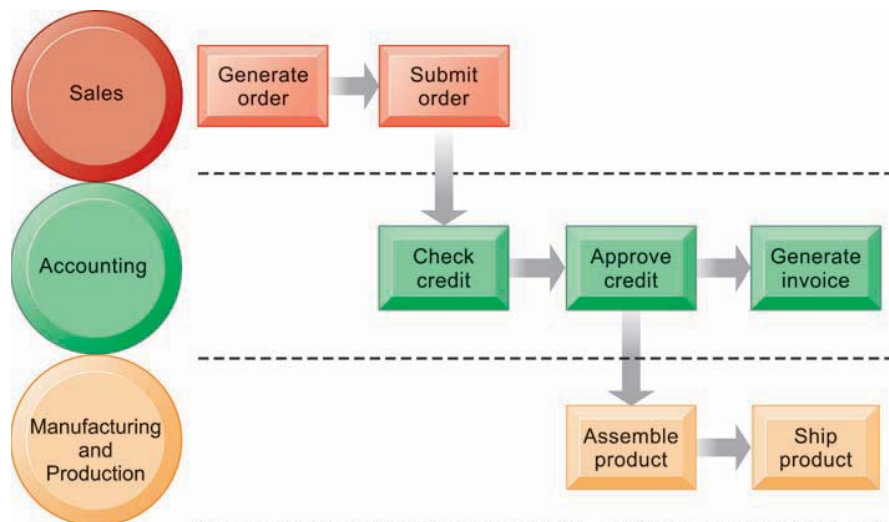 Sales
Generate
order
Submit
order
Accounting
Check
credit
Approve
credit
Generate
invoice
Manufacturing
and
Production
Assemble
product
Ship
product